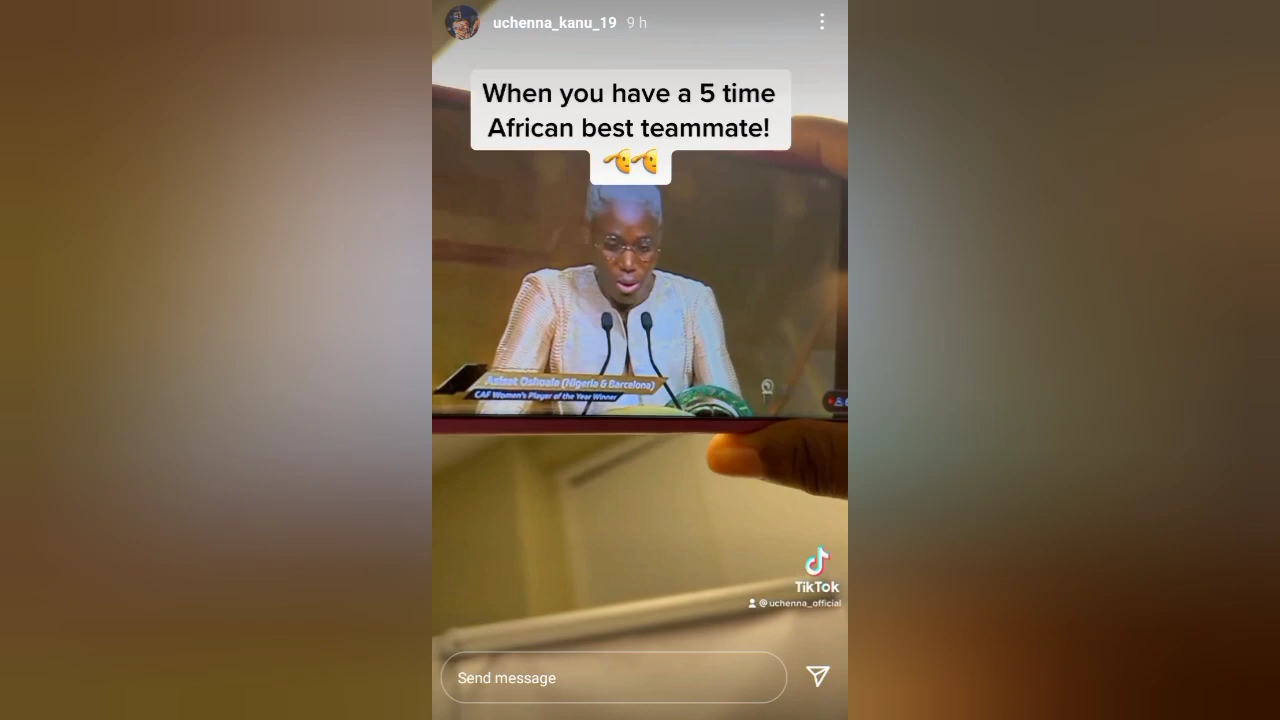 uchenna_kanu_19 9 h
When you have a 5 time
African best teammate!
🫡🫡
Asisat Oshoala (Nigeria & Barcelona)
CAF Women's Player of the Year Winner
TikTok
@uchenna_official
Send message